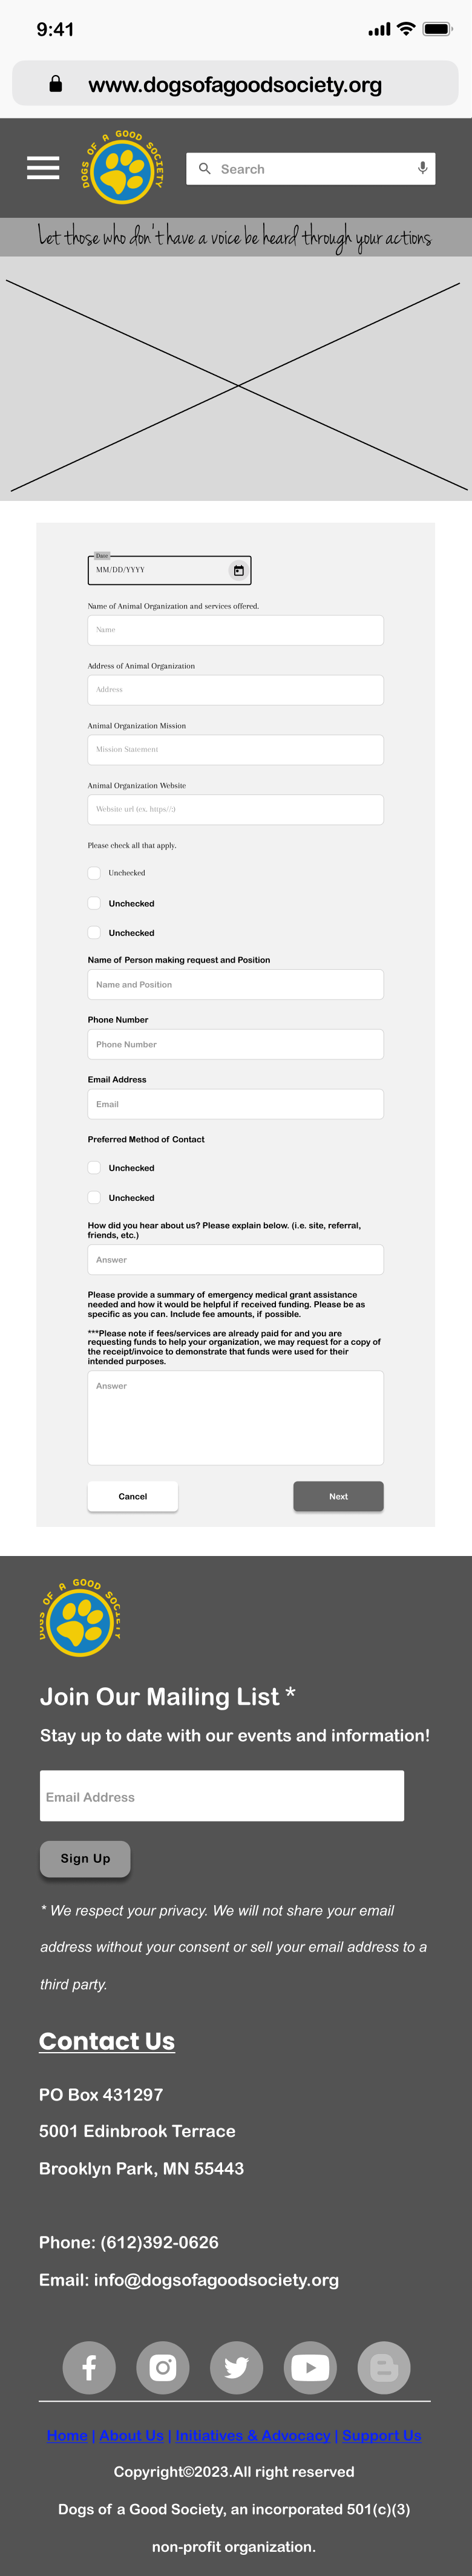 9:41
www.dogsofagoodsociety.org
DOGS OF A GOOD SOCIETY
Search
Let those who don't have a voice be heard through your actions
Date
MM/DD/YYYY
Name of Animal Organization and services offered.
Name
Address of Animal Organization
Address
Animal Organization Mission
Mission Statement
Animal Organization Website
Website url (ex. https//:)
Please check all that apply.
Unchecked
Unchecked
Unchecked
Name of Person making request and Position
Name and Position
Phone Number
Phone Number
Email Address
Email
Preferred Method of Contact
Unchecked
Unchecked
How did you hear about us? Please explain below. (i.e. site, referral,
friends, etc.)
Answer
Please provide a summary of emergency medical grant assistance
needed and how it would be helpful if received funding. Please be as
specific as you can. Include fee amounts, if possible.
***Please note if fees/services are already paid for and you are
requesting funds to help your organization, we may request for a copy of
the receipt/invoice to demonstrate that funds were used for their
intended purposes.
Answer
Cancel
Next
DOGS OF A GOOD SOCIETY
Join Our Mailing List *
Stay up to date with our events and information!
Email Address
Sign Up
* We respect your privacy. We will not share your email
address without your consent or sell your email address to a
third party.
Contact Us
PO Box 431297
5001 Edinbrook Terrace
Brooklyn Park, MN 55443
Phone: (612)392-0626
Email: info@dogsofagoodsociety.org
Home | About Us | Initiatives & Advocacy | Support Us
Copyright©2023.All right reserved
Dogs of a Good Society, an incorporated 501(c)(3)
non-profit organization.